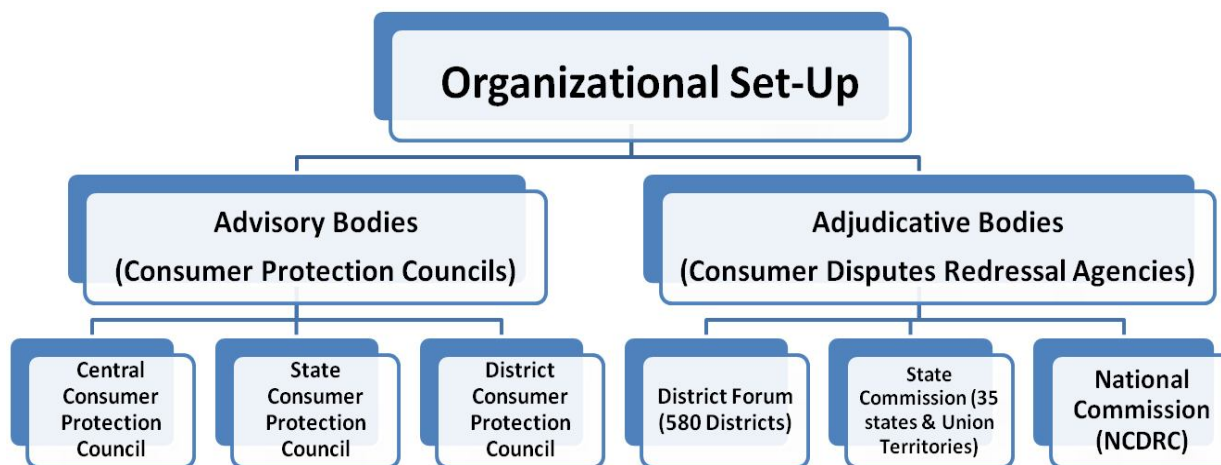 Organizational Set-Up
Advisory Bodies
(Consumer Protection Councils)
Adjudicative Bodies
(Consumer Disputes Redressal Agencies)
Central
Consumer
Protection
Council
State
Consumer
Protection
Council
District
Consumer
Protection
Council
District Forum
(580 Districts)
State
Commission (35
states & Union
Territories)
National
Commission
(NCDRC)